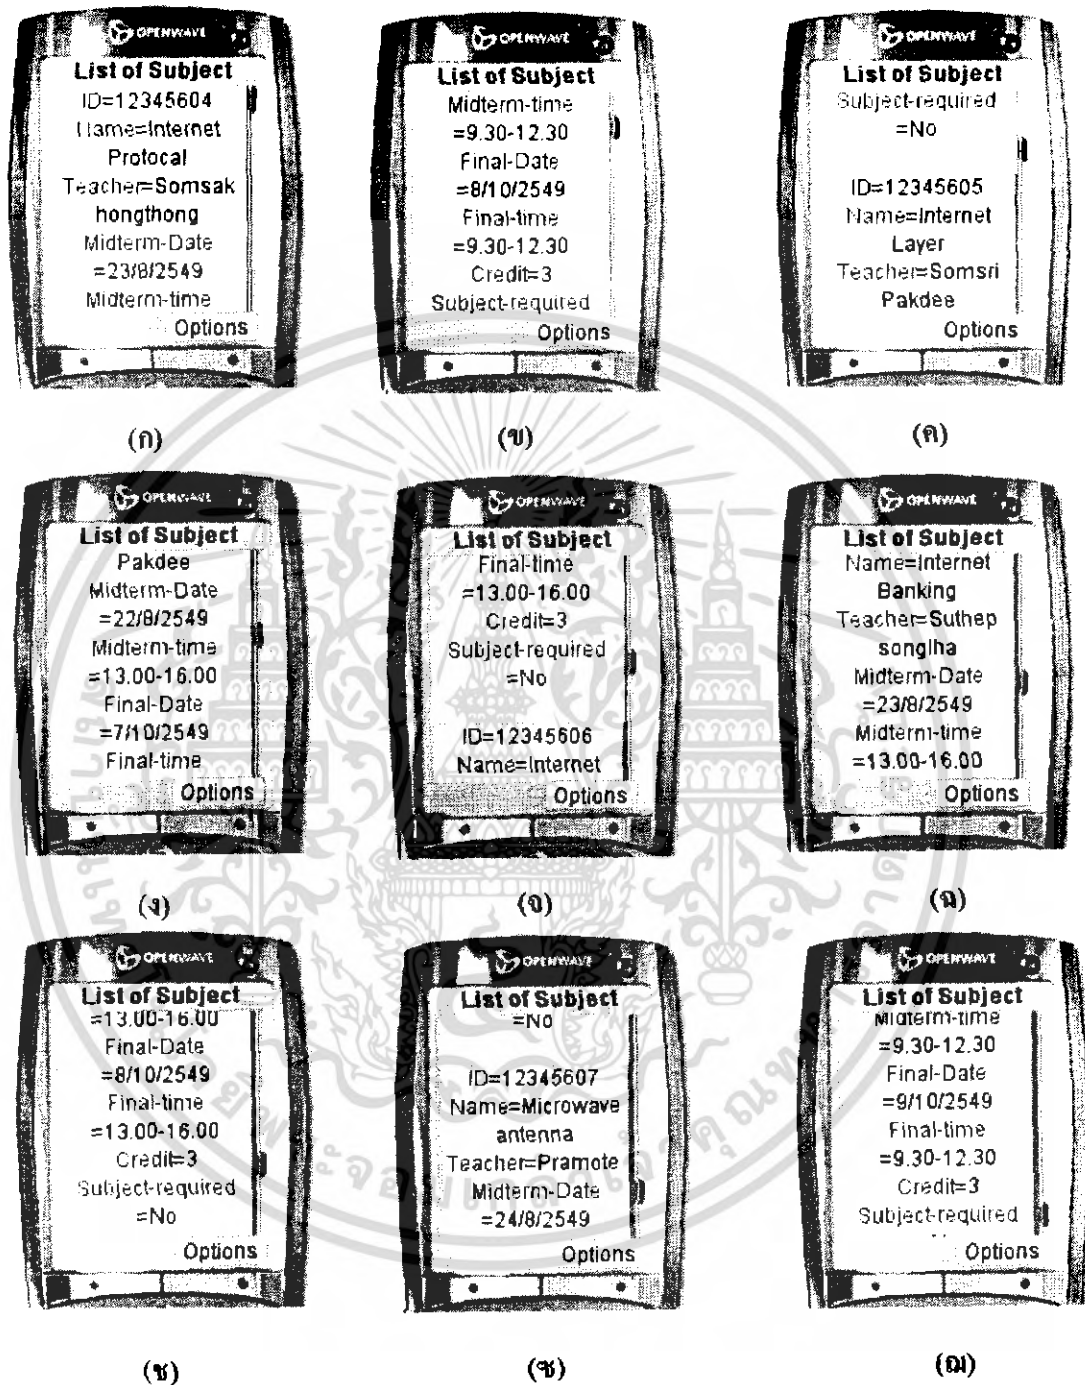 OPENWAVE
List of Subject
ID=12345604
Name=Internet
Protocal
Teacher=Somsak
hongthong
Midterm-Date
=23/8/2549
Midterm-time
Options
(ก)
OPENWAVE
List of Subject
Midterm-time
=9.30-12.30
Final-Date
=8/10/2549
Final-time
=9.30-12.30
Credit=3
Subject-required
Options
(ข)
OPENWAVE
List of Subject
Subject-required
=No
ID=12345605
Name=Internet
Layer
Teacher=Somsri
Pakdee
Options
(ค)
OPENWAVE
List of Subject
Pakdee
Midterm-Date
=22/8/2549
Midterm-time
=13.00-16.00
Final-Date
=7/10/2549
Final-time
Options
(ง)
OPENWAVE
List of Subject
Final-time
=13.00-16.00
Credit=3
Subject-required
=No
ID=12345606
Name=Internet
Options
(จ)
OPENWAVE
List of Subject
Name=Internet
Banking
Teacher=Suthep
songlha
Midterm-Date
=23/8/2549
Midterm-time
=13.00-16.00
Options
(ฉ)
OPENWAVE
List of Subject
=13.00-16.00
Final-Date
=8/10/2549
Final-time
=13.00-16.00
Credit=3
Subject-required
=No
Options
(ช)
OPENWAVE
List of Subject
=No
ID=12345607
Name=Microwave
antenna
Teacher=Pramote
Midterm-Date
=24/8/2549
Options
(ซ)
OPENWAVE
List of Subject
Midterm-time
=9.30-12.30
Final-Date
=9/10/2549
Final-time
=9.30-12.30
Credit=3
Subject-required
Options
(ฌ)